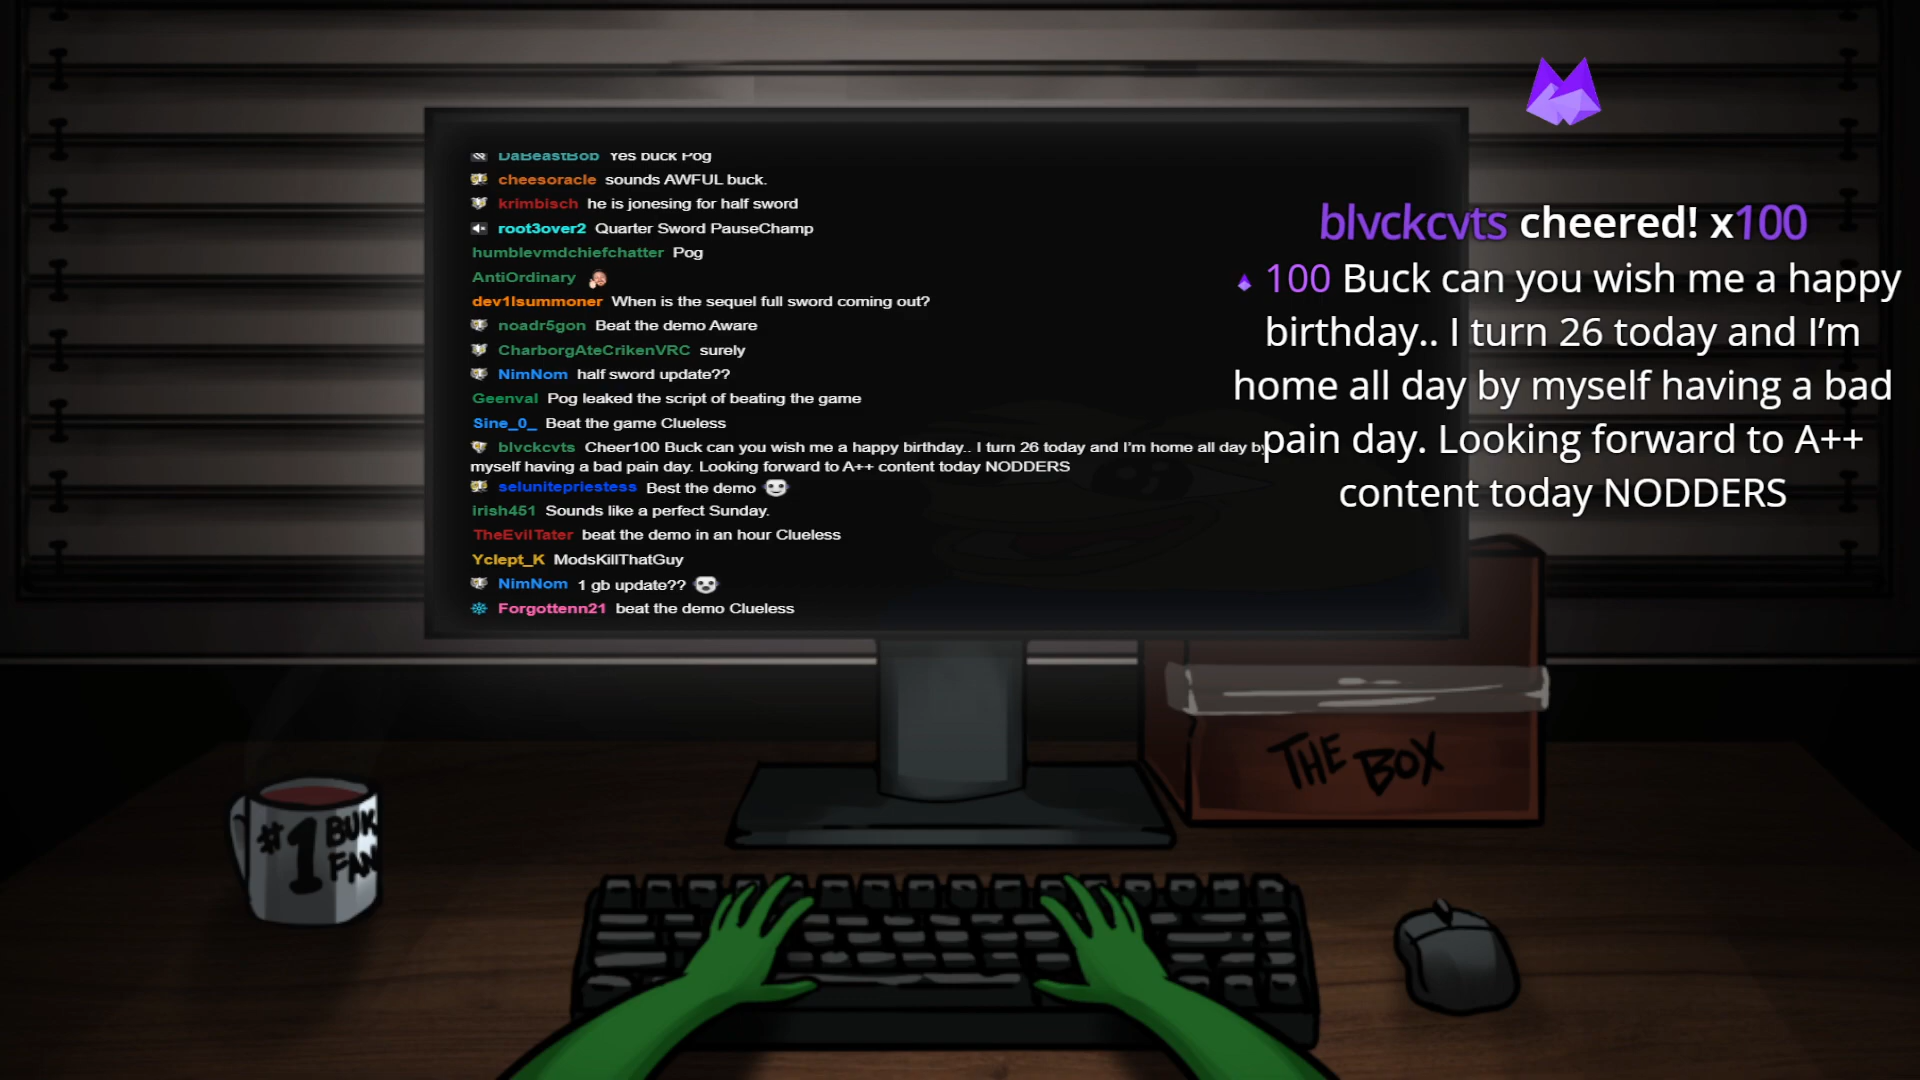 DaBeastBob Yes buck Pog
cheesoracle sounds AWFUL buck.
krimbisch he is jonesing for half sword
root3over2 Quarter Sword PauseChamp
humblevmdchiefchatter Pog
AntiOrdinary
dev1lsummoner When is the sequel full sword coming out?
noadr5gon Beat the demo Aware
CharborgAteCrikenVRC surely
NimNom half sword update??
Geenval Pog leaked the script of beating the game
Sine_0_ Beat the game Clueless
blvckcvts Cheer100 Buck can you wish me a happy birthday.. I turn 26 today and I'm home all day by
myself having a bad pain day. Looking forward to A++ content today NODDERS
selunitepriestess Best the demo
irish451 Sounds like a perfect Sunday.
TheEvilTater beat the demo in an hour Clueless
Yclept_K ModsKillThatGuy
NimNom 1 gb update??
Forgottenn21 beat the demo Clueless
blvckcvts cheered! x100
100 Buck can you wish me a happy
birthday.. I turn 26 today and I’m
home all day by myself having a bad
pain day. Looking forward to A++
content today NODDERS
THE BOX
#1 BUK
FAN